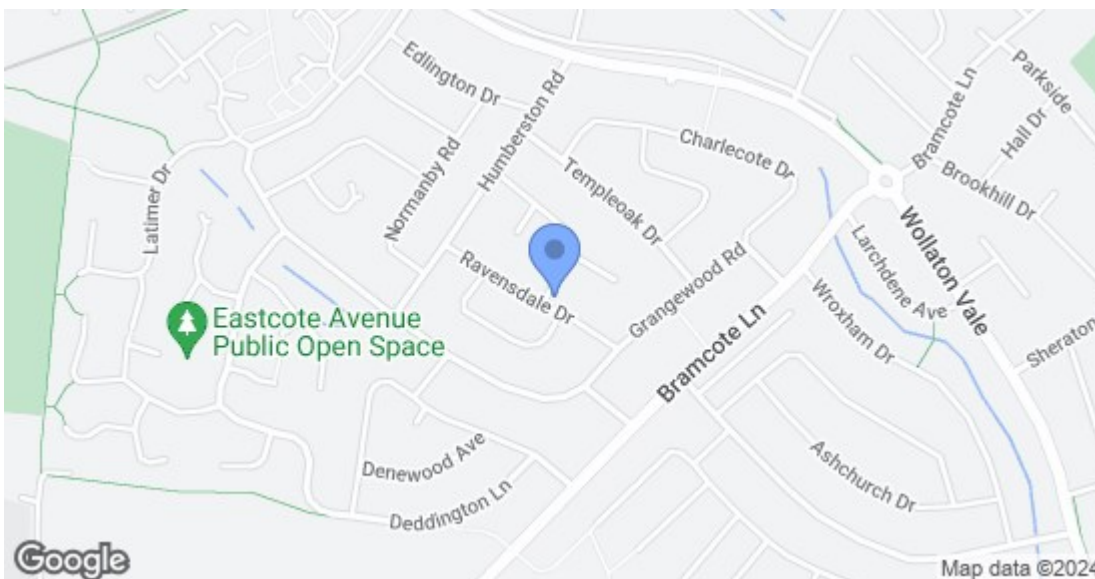 Edlington Dr
Humberston Rd
Normanby Rd
Latimer Dr
Charlecote Dr
Templeoak Dr
Bramcote Ln
Parkside
Hall Dr
Brookhill Dr
Wollaton Vale
Larchdene Ave
Wroxham Dr
Sheraton
Grangewood Rd
Ravensdale Dr
Bramcote Ln
Eastcote Avenue
Public Open Space
Denewood Ave
Deddington Ln
Ashchurch Dr
Google
Map data ©2024